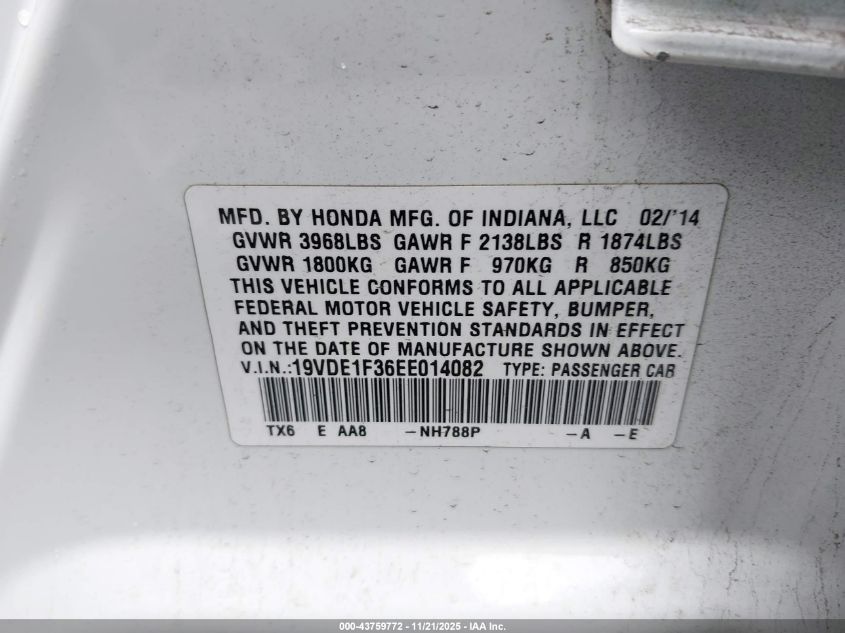 MFD. BY HONDA MFG. OF INDIANA, LLC 02/'14
GVWR 3968LBS GAWR F 2138LBS R 1874LBS
GVWR 1800KG GAWR F 970KG R 850KG
THIS VEHICLE CONFORMS TO ALL APPLICABLE
FEDERAL MOTOR VEHICLE SAFETY, BUMPER,
AND THEFT PREVENTION STANDARDS IN EFFECT
ON THE DATE OF MANUFACTURE SHOWN ABOVE.
V.I.N.:19VDE1F36EE014082 TYPE: PASSENGER CAR
TX6 E AA8 -NH788P -A -E
000-43759772 - 11/21/2025 - IAA Inc.